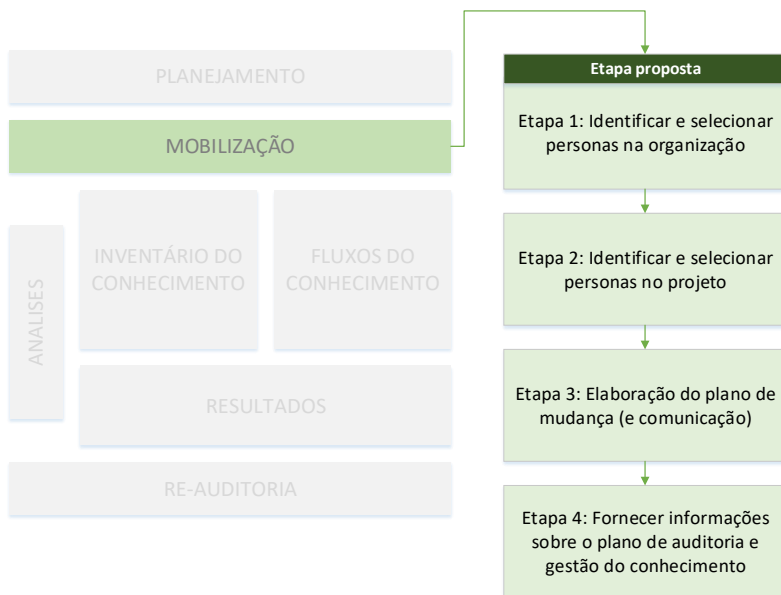 PLANEJAMENTO
MOBILIZAÇÃO
ANALISES
INVENTÁRIO DO
CONHECIMENTO
FLUXOS DO
CONHECIMENTO
RESULTADOS
RE-AUDITORIA
Etapa proposta
Etapa 1: Identificar e selecionar
personas na organização
Etapa 2: Identificar e selecionar
personas no projeto
Etapa 3: Elaboração do plano de
mudança (e comunicação)
Etapa 4: Fornecer informações
sobre o plano de auditoria e
gestão do conhecimento